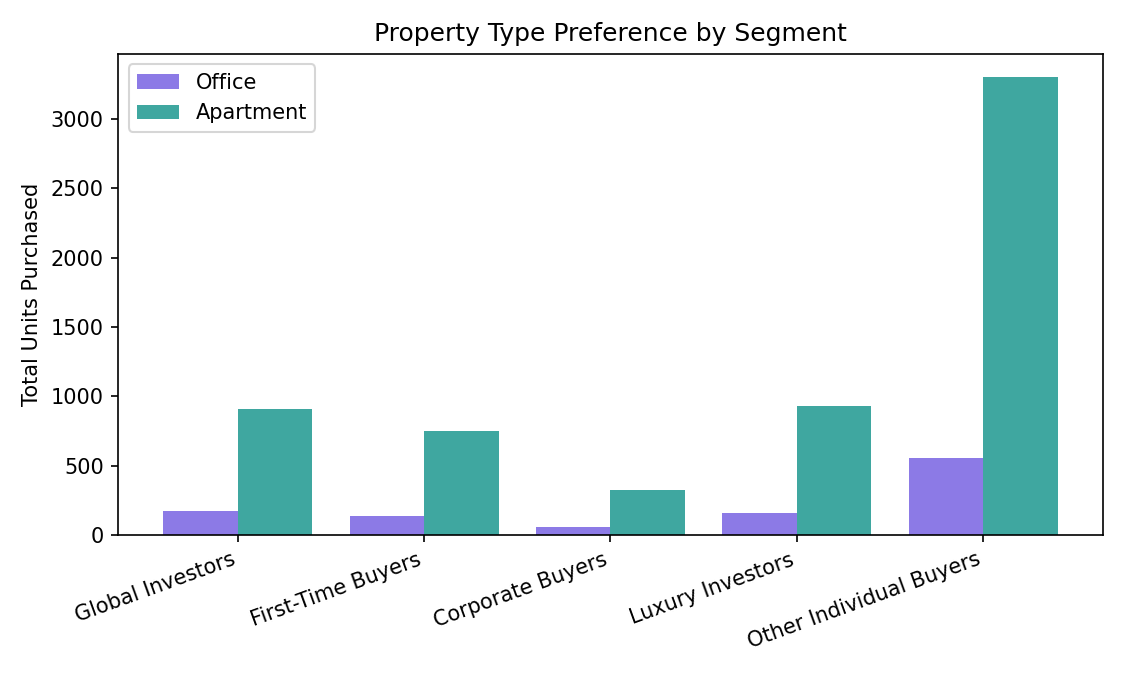 Property Type Preference by Segment
Office
Apartment
Total Units Purchased
3000
2500
2000
1500
1000
500
0
Global Investors
First-Time Buyers
Corporate Buyers
Luxury Investors
Other Individual Buyers